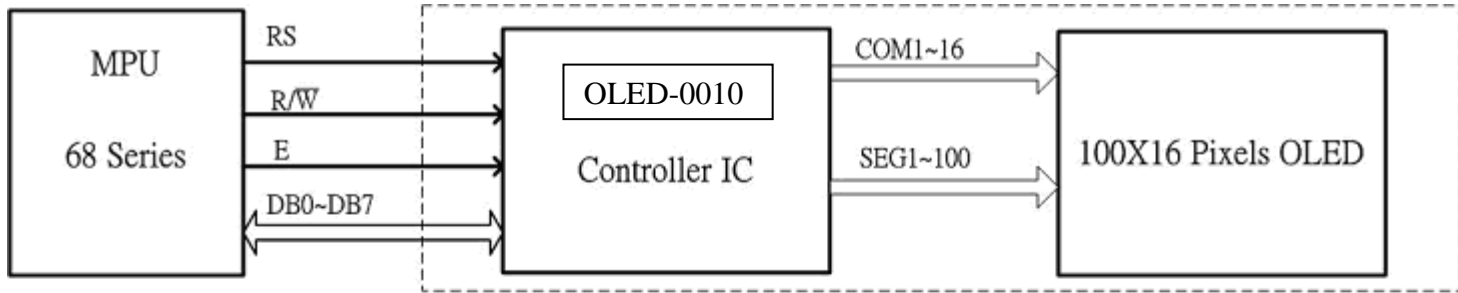 MPU
68 Series
RS
R/W̅
E
DB0~DB7
OLED-0010
Controller IC
COM1~16
SEG1~100
100X16 Pixels OLED